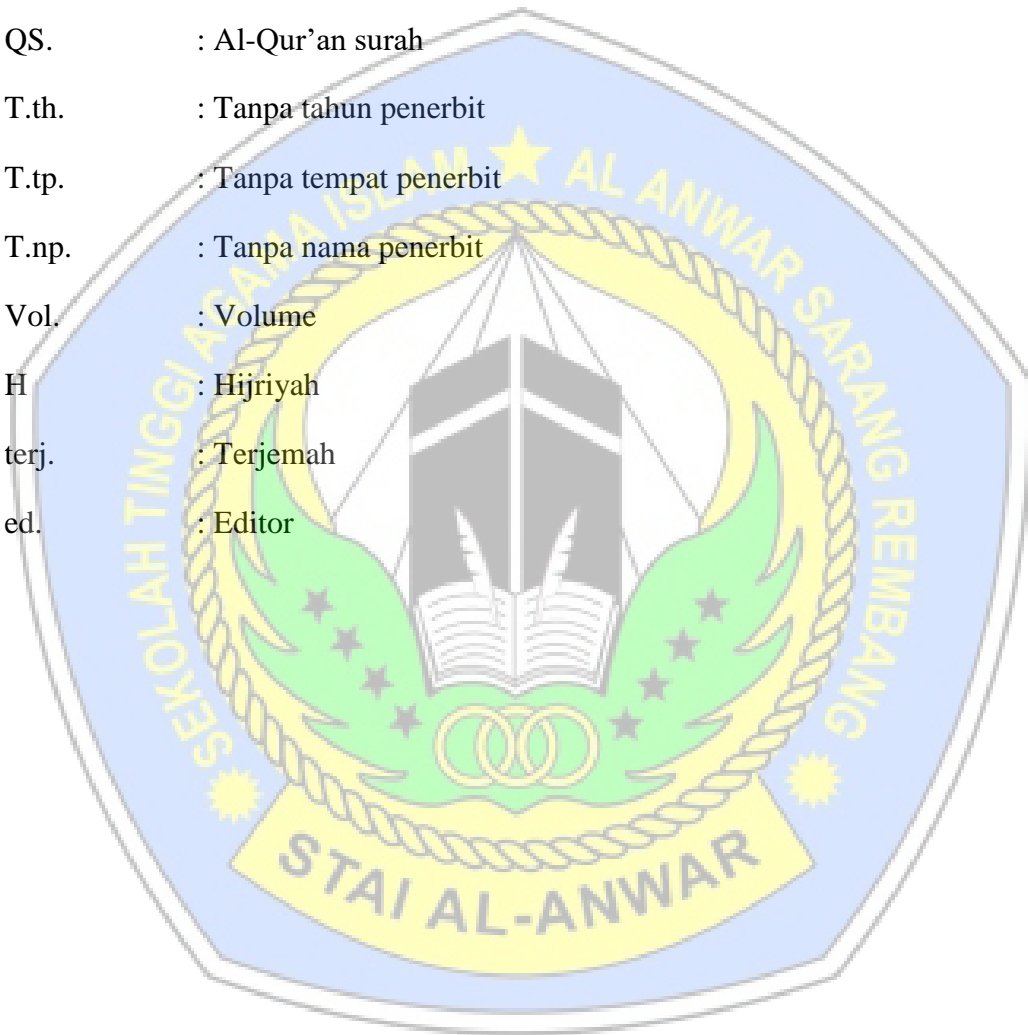 QS. : Al-Qur’an surah
T.th. : Tanpa tahun penerbit
T.tp. : Tanpa tempat penerbit
T.np. : Tanpa nama penerbit
Vol. : Volume
H : Hijriyah
terj. : Terjemah
ed. : Editor
SEKOLAH TINGGI AGAMA ISLAM ★ AL ANWAR SARANG REMBANG
STAI AL-ANWAR